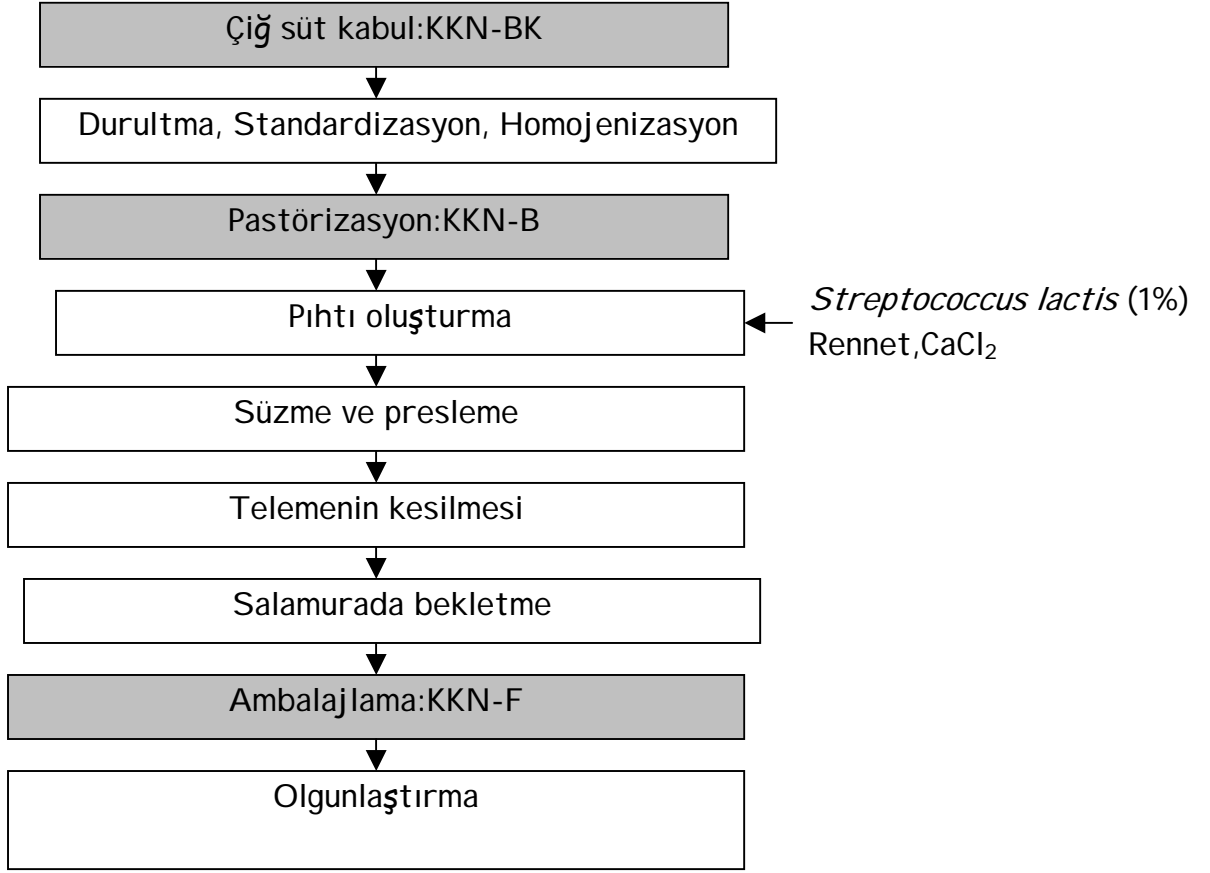 Çiğ süt kabul:KKN-BK
Durultma, Standardizasyon, Homojenizasyon
Pastörizasyon:KKN-B
Pıhtı oluşturma
Streptococcus lactis (1%)
Rennet,CaCl₂
Süzme ve presleme
Telemenin kesilmesi
Salamurada bekletme
Ambalajlama:KKN-F
Olgunlaştırma